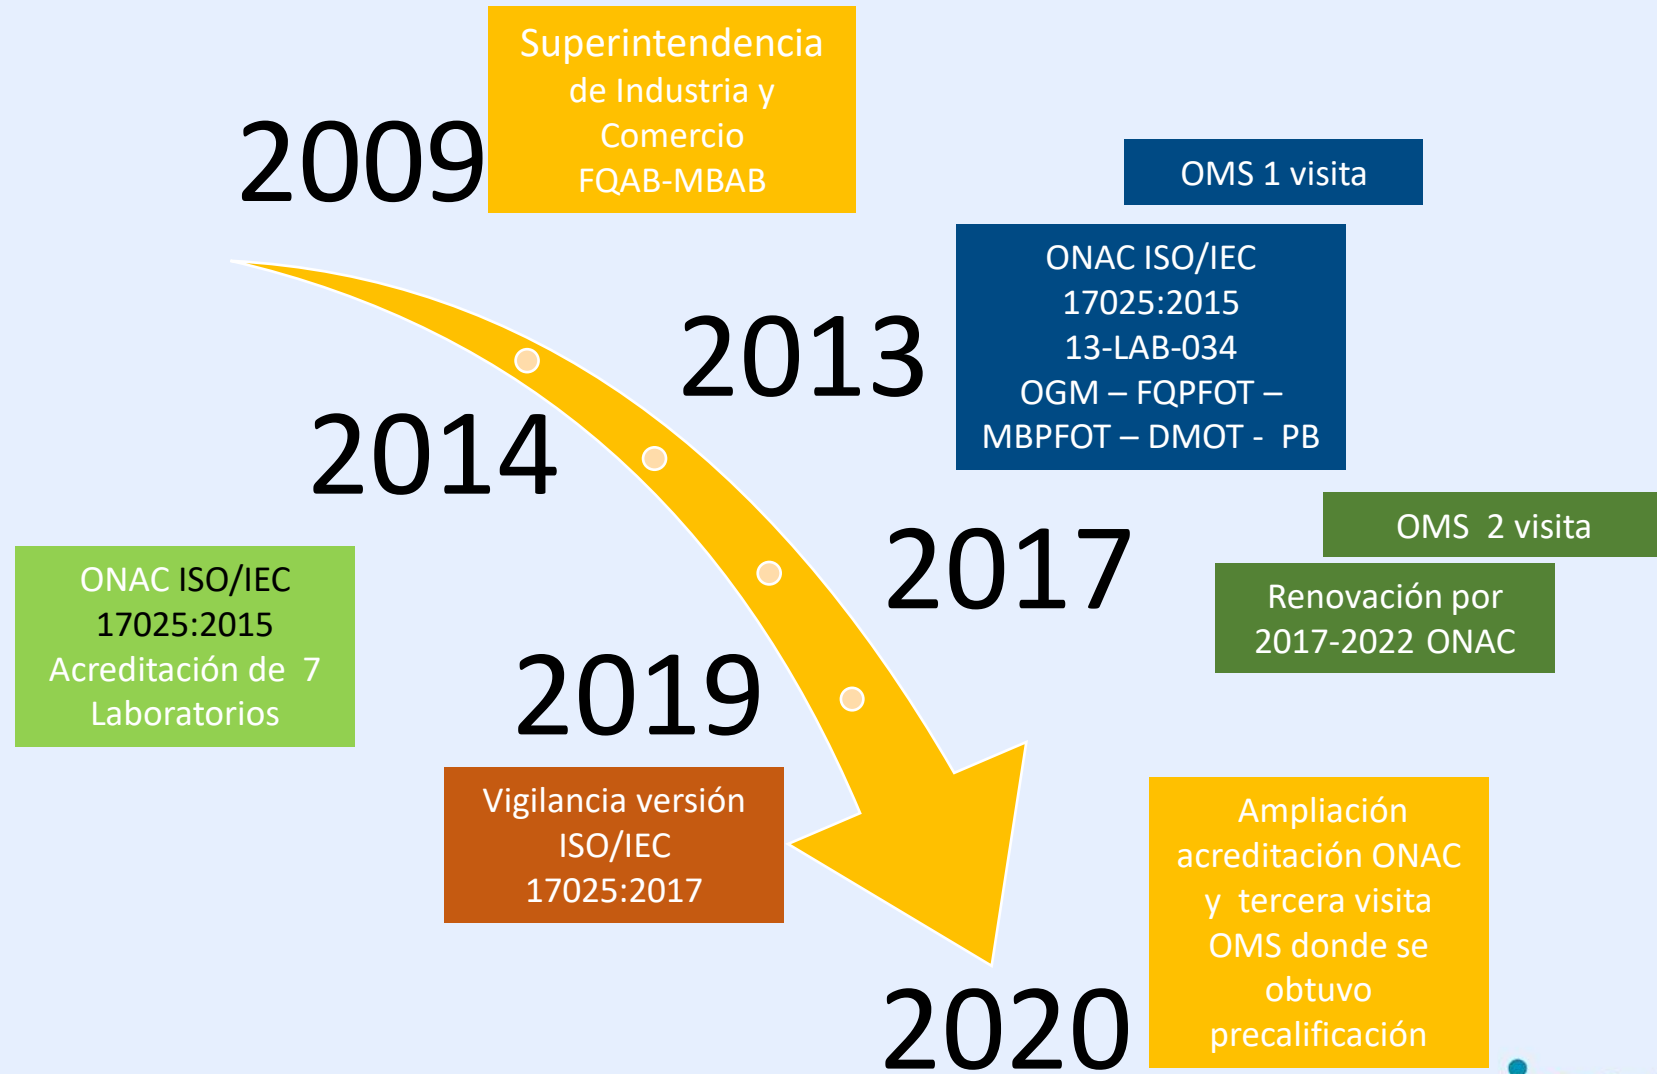 2009
Superintendencia
de Industria y
Comercio
FQAB-MBAB
OMS 1 visita
2013
ONAC ISO/IEC
17025:2015
13-LAB-034
OGM – FQPFOT –
MBPFOT – DMOT - PB
2014
ONAC ISO/IEC
17025:2015
Acreditación de 7
Laboratorios
2017
OMS 2 visita
Renovación por
2017-2022 ONAC
2019
Vigilancia versión
ISO/IEC
17025:2017
2020
Ampliación
acreditación ONAC
y tercera visita
OMS donde se
obtuvo
precalificación